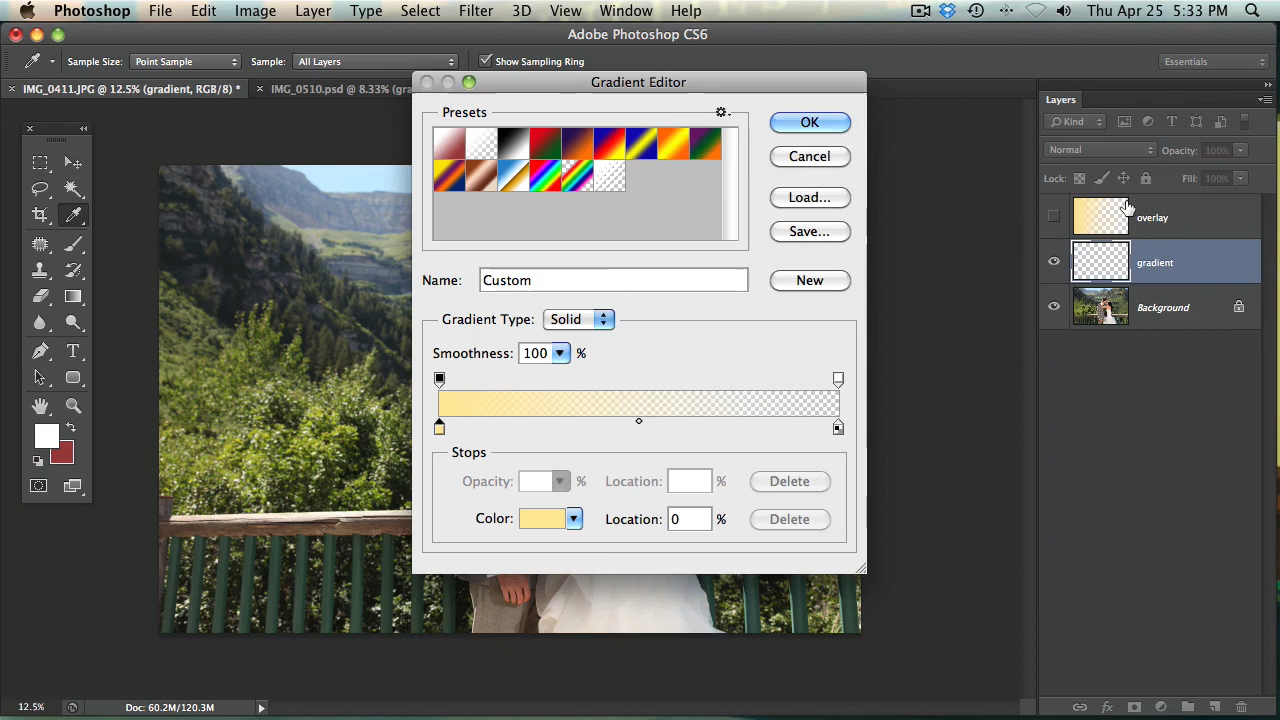 Photoshop File Edit Image Layer Type Select Filter 3D View Window Help Thu Apr 25 5:33 PM
Adobe Photoshop CS6
Sample Size: Point Sample Sample: All Layers Show Sampling Ring Essentials
IMG_0411.JPG @ 12.5% (gradient, RGB/8) * IMG_0510.psd @ 8.33% (gra
Gradient Editor
Presets
OK
Cancel
Load...
Save...
Name: Custom
New
Gradient Type: Solid
Smoothness: 100 %
Stops
Opacity: % Location: % Delete
Color: Location: 0 % Delete
Layers
Kind
Normal Opacity: 100%
Lock: Fill: 100%
overlay
gradient
Background
12.5% Doc: 60.2M/120.3M